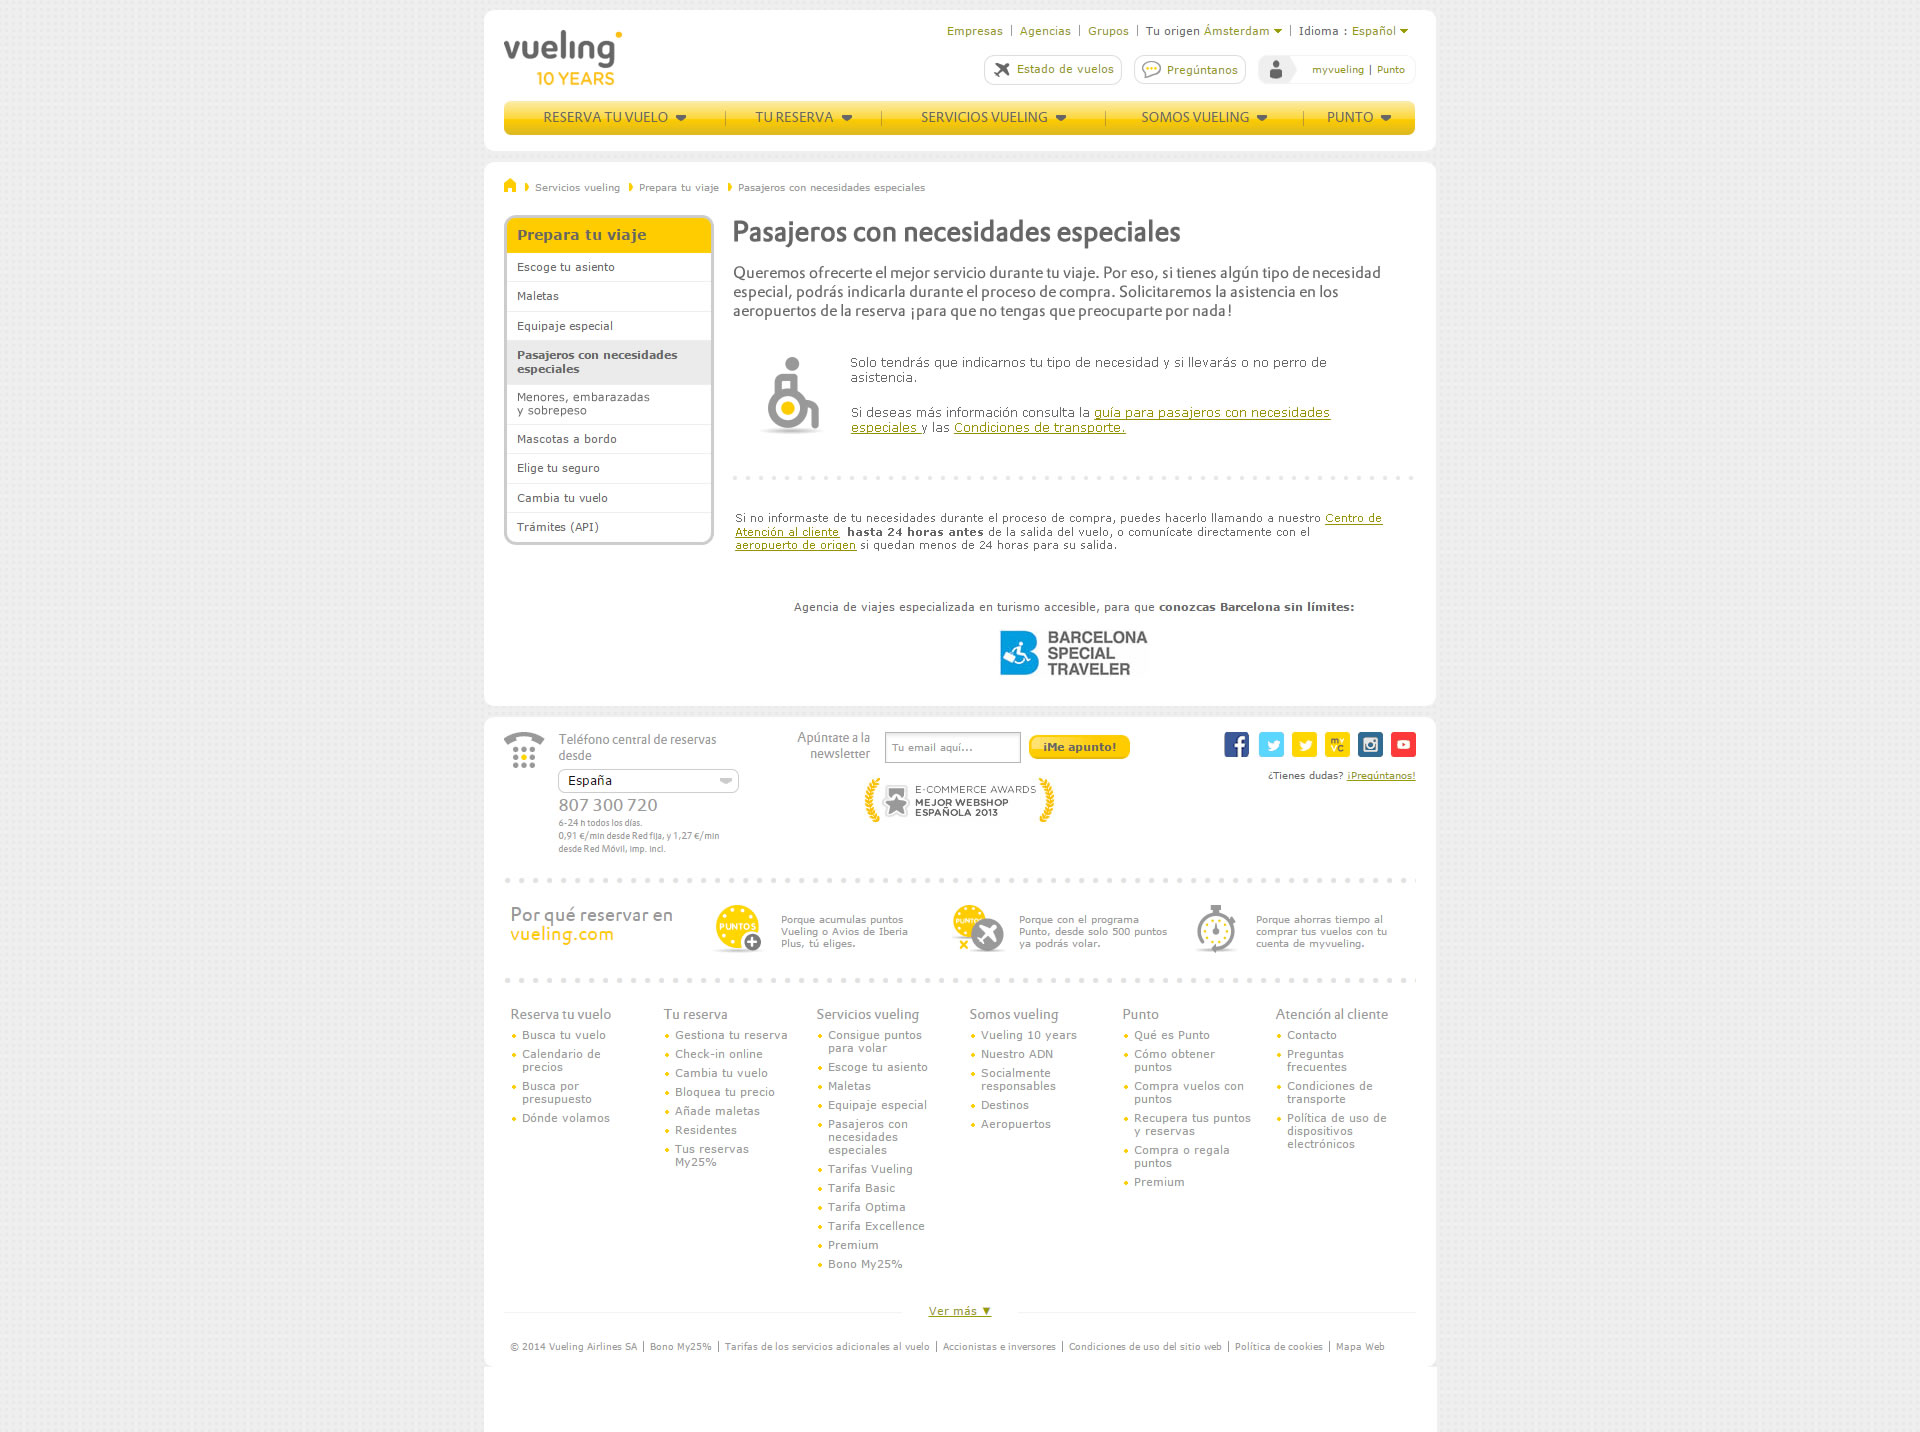 vueling
10 YEARS
Empresas | Agencias | Grupos | Tu origen Ámsterdam | Idioma : Español
Estado de vuelos
Pregúntanos
myvueling | Punto
RESERVA TU VUELO | TU RESERVA | SERVICIOS VUELING | SOMOS VUELING | PUNTO
Servicios vueling Prepara tu viaje Pasajeros con necesidades especiales
Prepara tu viaje
Escoge tu asiento
Maletas
Equipaje especial
Pasajeros con necesidades
especiales
Menores, embarazadas
y sobrepeso
Mascotas a bordo
Elige tu seguro
Cambia tu vuelo
Trámites (API)
Pasajeros con necesidades especiales
Queremos ofrecerte el mejor servicio durante tu viaje. Por eso, si tienes algún tipo de necesidad
especial, podrás indicarla durante el proceso de compra. Solicitaremos la asistencia en los
aeropuertos de la reserva ¡para que no tengas que preocuparte por nada!
Solo tendrás que indicarnos tu tipo de necesidad y si llevarás o no perro de
asistencia.
Si deseas más información consulta la guía para pasajeros con necesidades
especiales y las Condiciones de transporte.
Si no informaste de tu necesidades durante el proceso de compra, puedes hacerlo llamando a nuestro Centro de
Atención al cliente hasta 24 horas antes de la salida del vuelo, o comunícate directamente con el
aeropuerto de origen si quedan menos de 24 horas para su salida.
Agencia de viajes especializada en turismo accesible, para que conozcas Barcelona sin límites:
BARCELONA
SPECIAL
TRAVELER
Teléfono central de reservas
desde
España
807 300 720
6-24 h todos los días.
0,91 €/min desde Red fija, y 1,27 €/min
desde Red Móvil, imp. incl.
Apúntate a la
newsletter
Tu email aquí...
¡Me apunto!
E-COMMERCE AWARDS
MEJOR WEBSHOP
ESPAÑOLA 2013
my
vc
¿Tienes dudas? ¡Pregúntanos!
Por qué reservar en
vueling.com
PUNTOS
Porque acumulas puntos
Vueling o Avios de Iberia
Plus, tú eliges.
PUNTOS
Porque con el programa
Punto, desde solo 500 puntos
ya podrás volar.
Porque ahorras tiempo al
comprar tus vuelos con tu
cuenta de myvueling.
Reserva tu vuelo
Busca tu vuelo
Calendario de
precios
Busca por
presupuesto
Dónde volamos
Tu reserva
Gestiona tu reserva
Check-in online
Cambia tu vuelo
Bloquea tu precio
Añade maletas
Residentes
Tus reservas
My25%
Servicios vueling
Consigue puntos
para volar
Escoge tu asiento
Maletas
Equipaje especial
Pasajeros con
necesidades
especiales
Tarifas Vueling
Tarifa Basic
Tarifa Optima
Tarifa Excellence
Premium
Bono My25%
Somos vueling
Vueling 10 years
Nuestro ADN
Socialmente
responsables
Destinos
Aeropuertos
Punto
Qué es Punto
Cómo obtener
puntos
Compra vuelos con
puntos
Recupera tus puntos
y reservas
Compra o regala
puntos
Premium
Atención al cliente
Contacto
Preguntas
frecuentes
Condiciones de
transporte
Política de uso de
dispositivos
electrónicos
Ver más ▼
© 2014 Vueling Airlines SA | Bono My25% | Tarifas de los servicios adicionales al vuelo | Accionistas e inversores | Condiciones de uso del sitio web | Política de cookies | Mapa Web